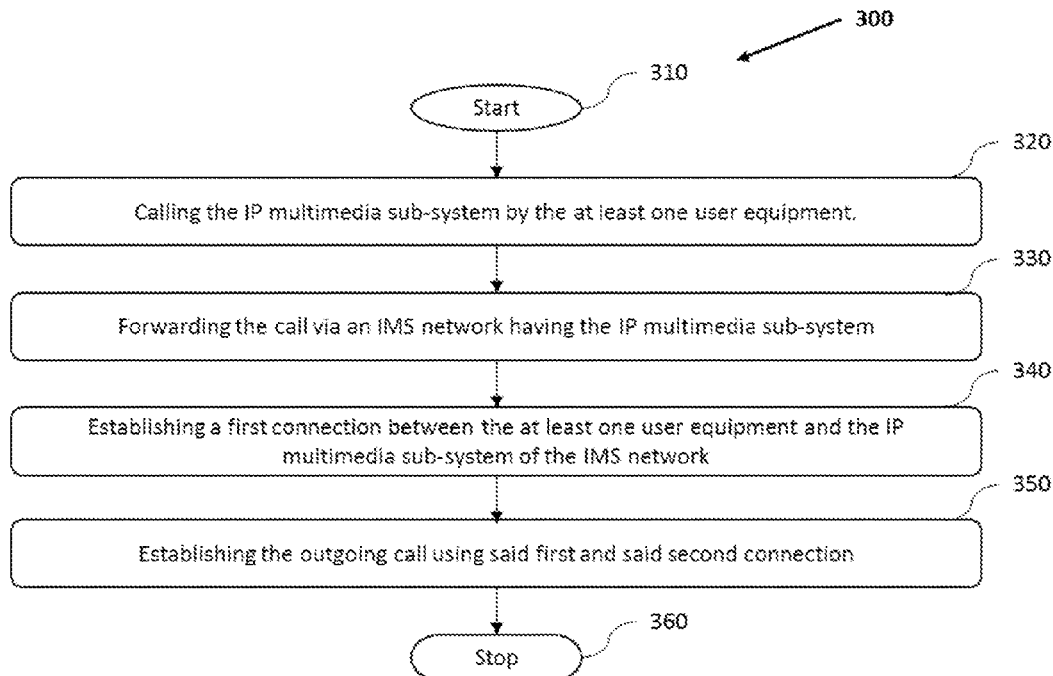 300
310
Start
320
Calling the IP multimedia sub-system by the at least one user equipment.
330
Forwarding the call via an IMS network having the IP multimedia sub-system
340
Establishing a first connection between the at least one user equipment and the IP
multimedia sub-system of the IMS network
350
Establishing the outgoing call using said first and said second connection
360
Stop